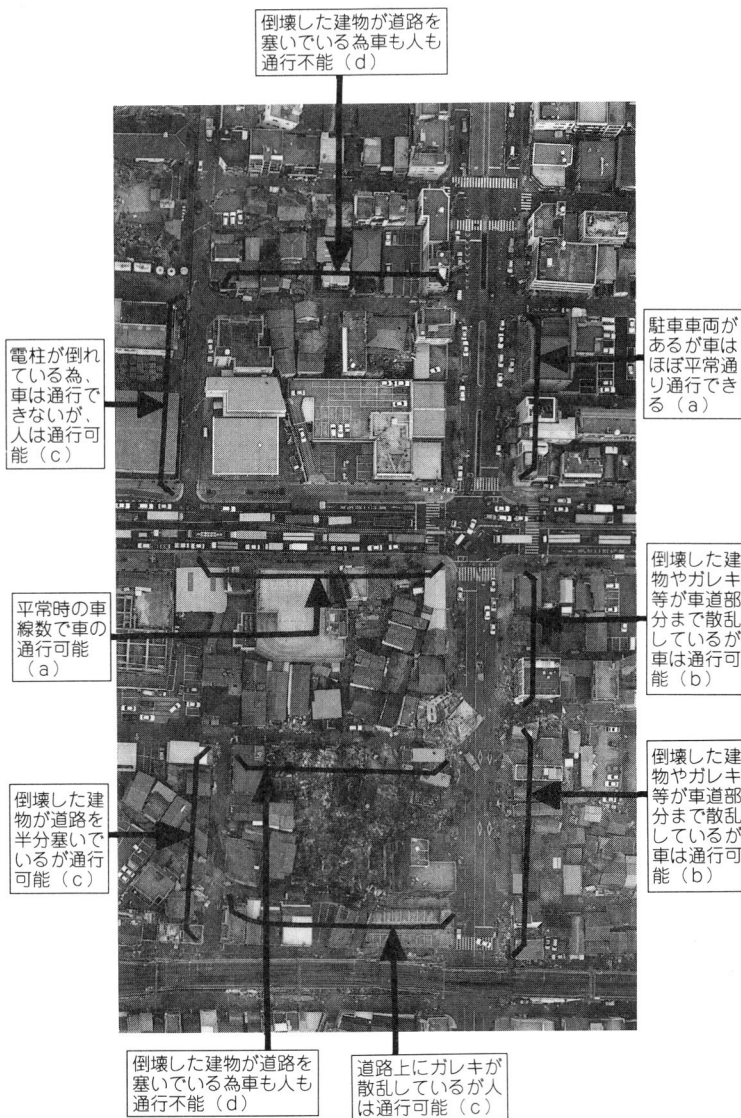 倒壊した建物が道路を
塞いでいる為車も人も
通行不能（d）
駐車車両が
あるが車は
ほぼ平常通
り通行でき
る（a）
電柱が倒れ
ている為、
車は通行で
きないが、
人は通行可
能（c）
倒壊した建
物やガレキ
等が車道部
分まで散乱
しているが
車は通行可
能（b）
平常時の車
線数で車の
通行可能
（a）
倒壊した建
物やガレキ
等が車道部
分まで散乱
しているが
車は通行可
能（b）
倒壊した建
物が道路を
半分塞いで
いるが通行
可能（c）
倒壊した建物が道路を
塞いでいる為車も人も
通行不能（d）
道路上にガレキが
散乱しているが人
は通行可能（c）